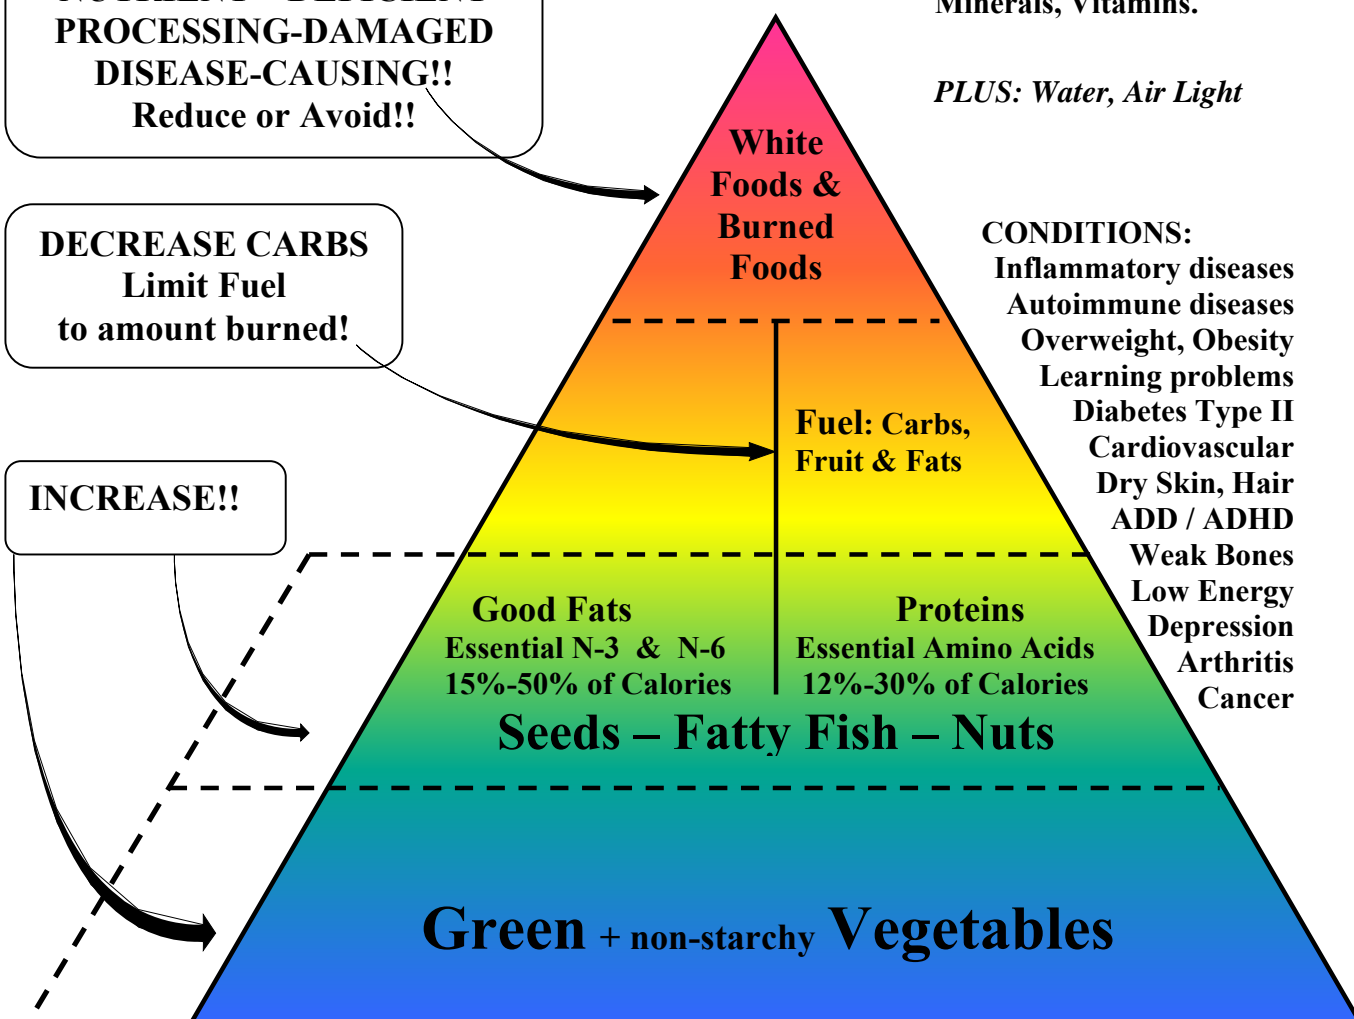 NUTRIENT – DEFICIENT
PROCESSING-DAMAGED
DISEASE-CAUSING!!
Reduce or Avoid!!
Minerals, Vitamins.
PLUS: Water, Air Light
White
Foods &
Burned
Foods
DECREASE CARBS
Limit Fuel
to amount burned!
CONDITIONS:
Inflammatory diseases
Autoimmune diseases
Overweight, Obesity
Learning problems
Diabetes Type II
Cardiovascular
Dry Skin, Hair
ADD / ADHD
Weak Bones
Low Energy
Depression
Arthritis
Cancer
Fuel: Carbs,
Fruit & Fats
INCREASE!!
Good Fats
Essential N-3 & N-6
15%-50% of Calories
Proteins
Essential Amino Acids
12%-30% of Calories
Seeds – Fatty Fish – Nuts
Green + non-starchy Vegetables